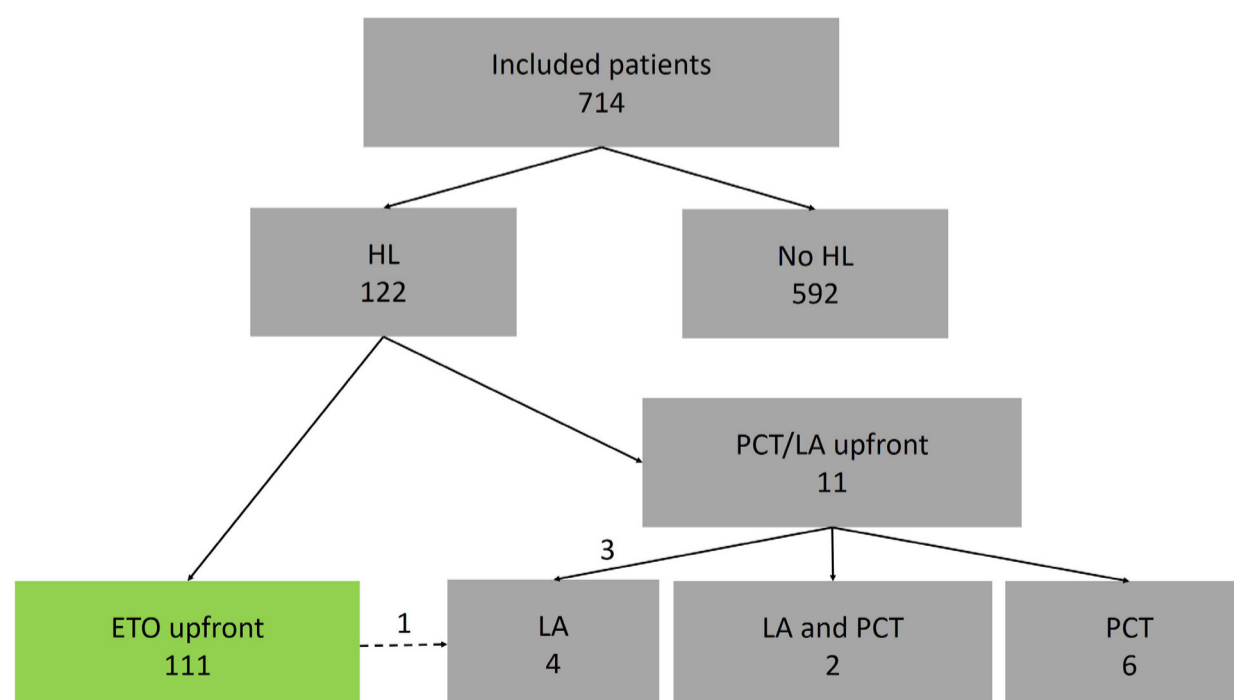 Included patients
714
HL
122
No HL
592
PCT/LA upfront
11
3
ETO upfront
111
1
LA
4
LA and PCT
2
PCT
6